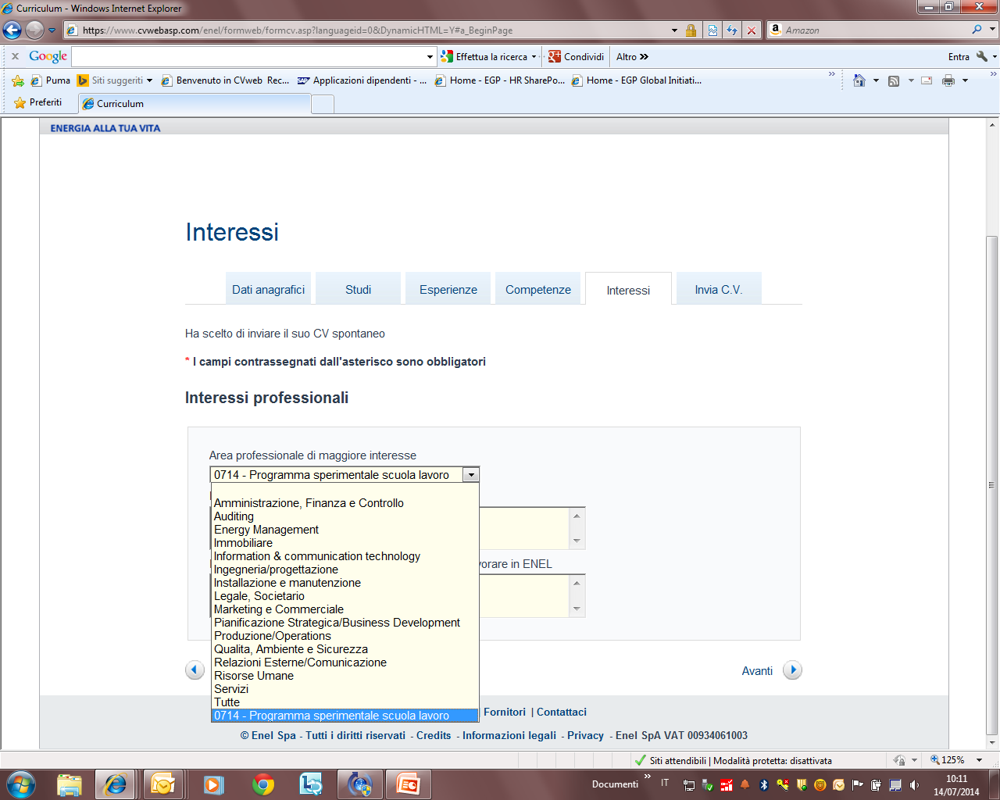 Curriculum - Windows Internet Explorer
https://www.cvwebasp.com/enel/formweb/formcv.asp?languageid=0&DynamicHTML=Y#a_BeginPage
Amazon
x Google Effettua la ricerca Condividi Altro » Entra
Puma Siti suggeriti Benvenuto in CVweb Rec... Applicazioni dipendenti - ... Home - EGP - HR SharePo... Home - EGP Global Initiati... »
Preferiti Curriculum
ENERGIA ALLA TUA VITA
Interessi
Dati anagrafici Studi Esperienze Competenze Interessi Invia C.V.
Ha scelto di inviare il suo CV spontaneo
* I campi contrassegnati dall'asterisco sono obbligatori
Interessi professionali
Area professionale di maggiore interesse
0714 - Programma sperimentale scuola lavoro
Amministrazione, Finanza e Controllo
Auditing
Energy Management
Immobiliare
Information & communication technology
vorare in ENEL
Ingegneria/progettazione
Installazione e manutenzione
Legale, Societario
Marketing e Commerciale
Pianificazione Strategica/Business Development
Produzione/Operations
Qualita, Ambiente e Sicurezza
Relazioni Esterne/Comunicazione
Risorse Umane
Servizi
Tutte
0714 - Programma sperimentale scuola lavoro
Avanti
Fornitori | Contattaci
© Enel Spa - Tutti i diritti riservati - Credits - Informazioni legali - Privacy - Enel SpA VAT 00934061003
Siti attendibili | Modalità protetta: disattivata 125%
Documenti » IT 10:11
14/07/2014